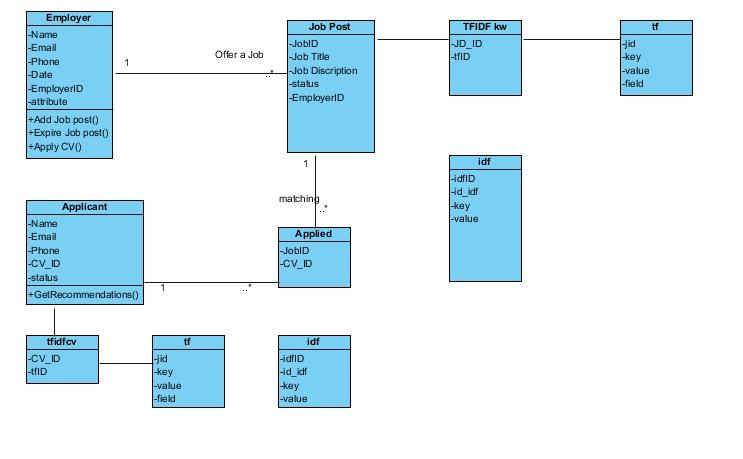 Employer
-Name
-Email
-Phone
-Date
-EmployerID
-attribute
+Add Job post()
+Expire Job post()
+Apply CV()
1
Offer a Job
..*
Job Post
-JobID
-Job Title
-Job Discription
-status
-EmployerID
TFIDF kw
-JD_ID
-tfID
tf
-jid
-key
-value
-field
idf
-idfID
-id_idf
-key
-value
1
matching
..*
Applicant
-Name
-Email
-Phone
-CV_ID
-status
+GetRecommendations()
1
..*
Applied
-JobID
-CV_ID
tfidfcv
-CV_ID
-tfID
tf
-jid
-key
-value
-field
idf
-idfID
-id_idf
-key
-value